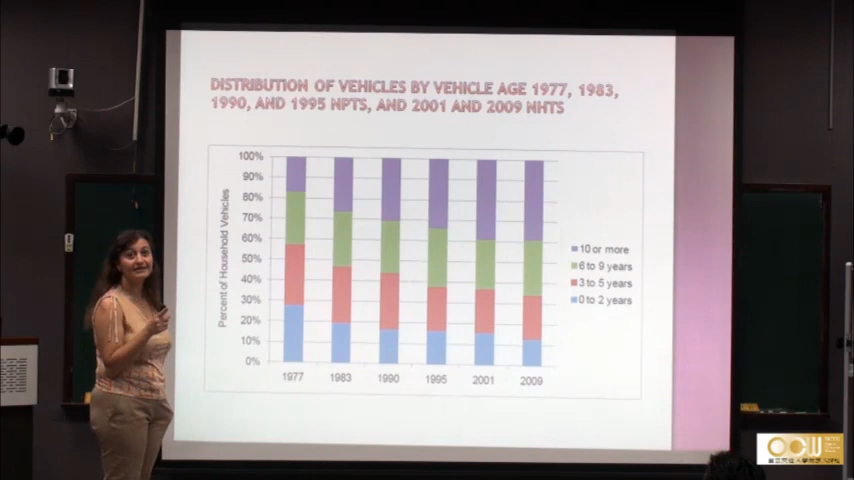 DISTRIBUTION OF VEHICLES BY VEHICLE AGE 1977, 1983,
1990, AND 1995 NPTS, AND 2001 AND 2009 NHTS
Percent of Household Vehicles
100%
90%
80%
70%
60%
50%
40%
30%
20%
10%
0%
1977 1983 1990 1995 2001 2009
10 or more
6 to 9 years
3 to 5 years
0 to 2 years
OCW